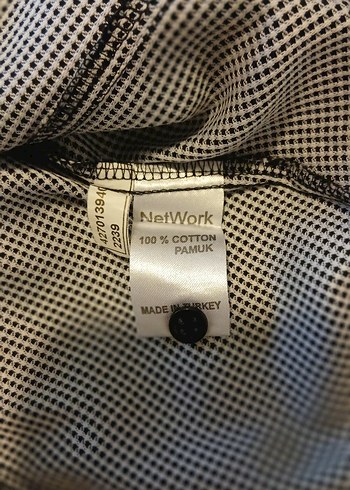 NetWork
100 % COTTON
PAMUK
MADE IN TURKEY
2239